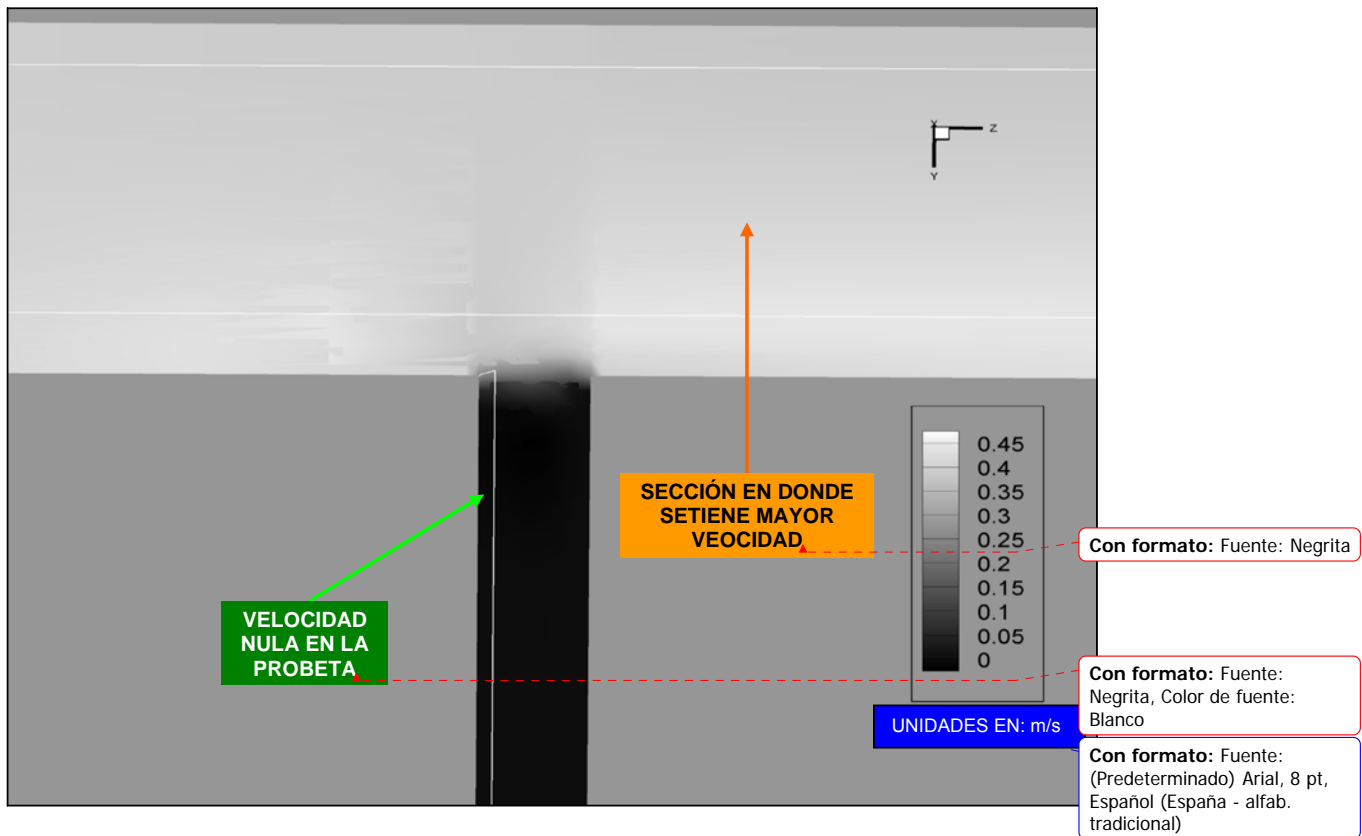 X
Z
Y
SECCIÓN EN DONDE
SETIENE MAYOR
VEOCIDAD
VELOCIDAD
NULA EN LA
PROBETA
0.45
0.4
0.35
0.3
0.25
0.2
0.15
0.1
0.05
0
UNIDADES EN: m/s
Con formato: Fuente: Negrita
Con formato: Fuente:
Negrita, Color de fuente:
Blanco
Con formato: Fuente:
(Predeterminado) Arial, 8 pt,
Español (España - alfab.
tradicional)